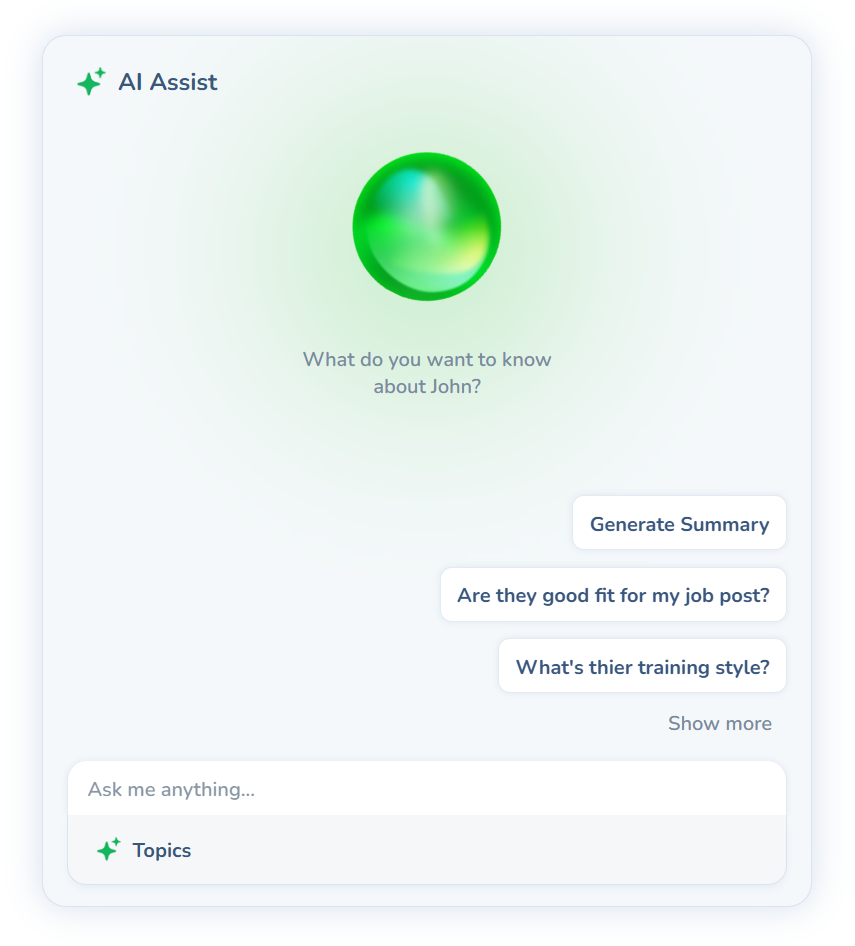 AI Assist
What do you want to know
about John?
Generate Summary
Are they good fit for my job post?
What's thier training style?
Show more
Ask me anything...
Topics